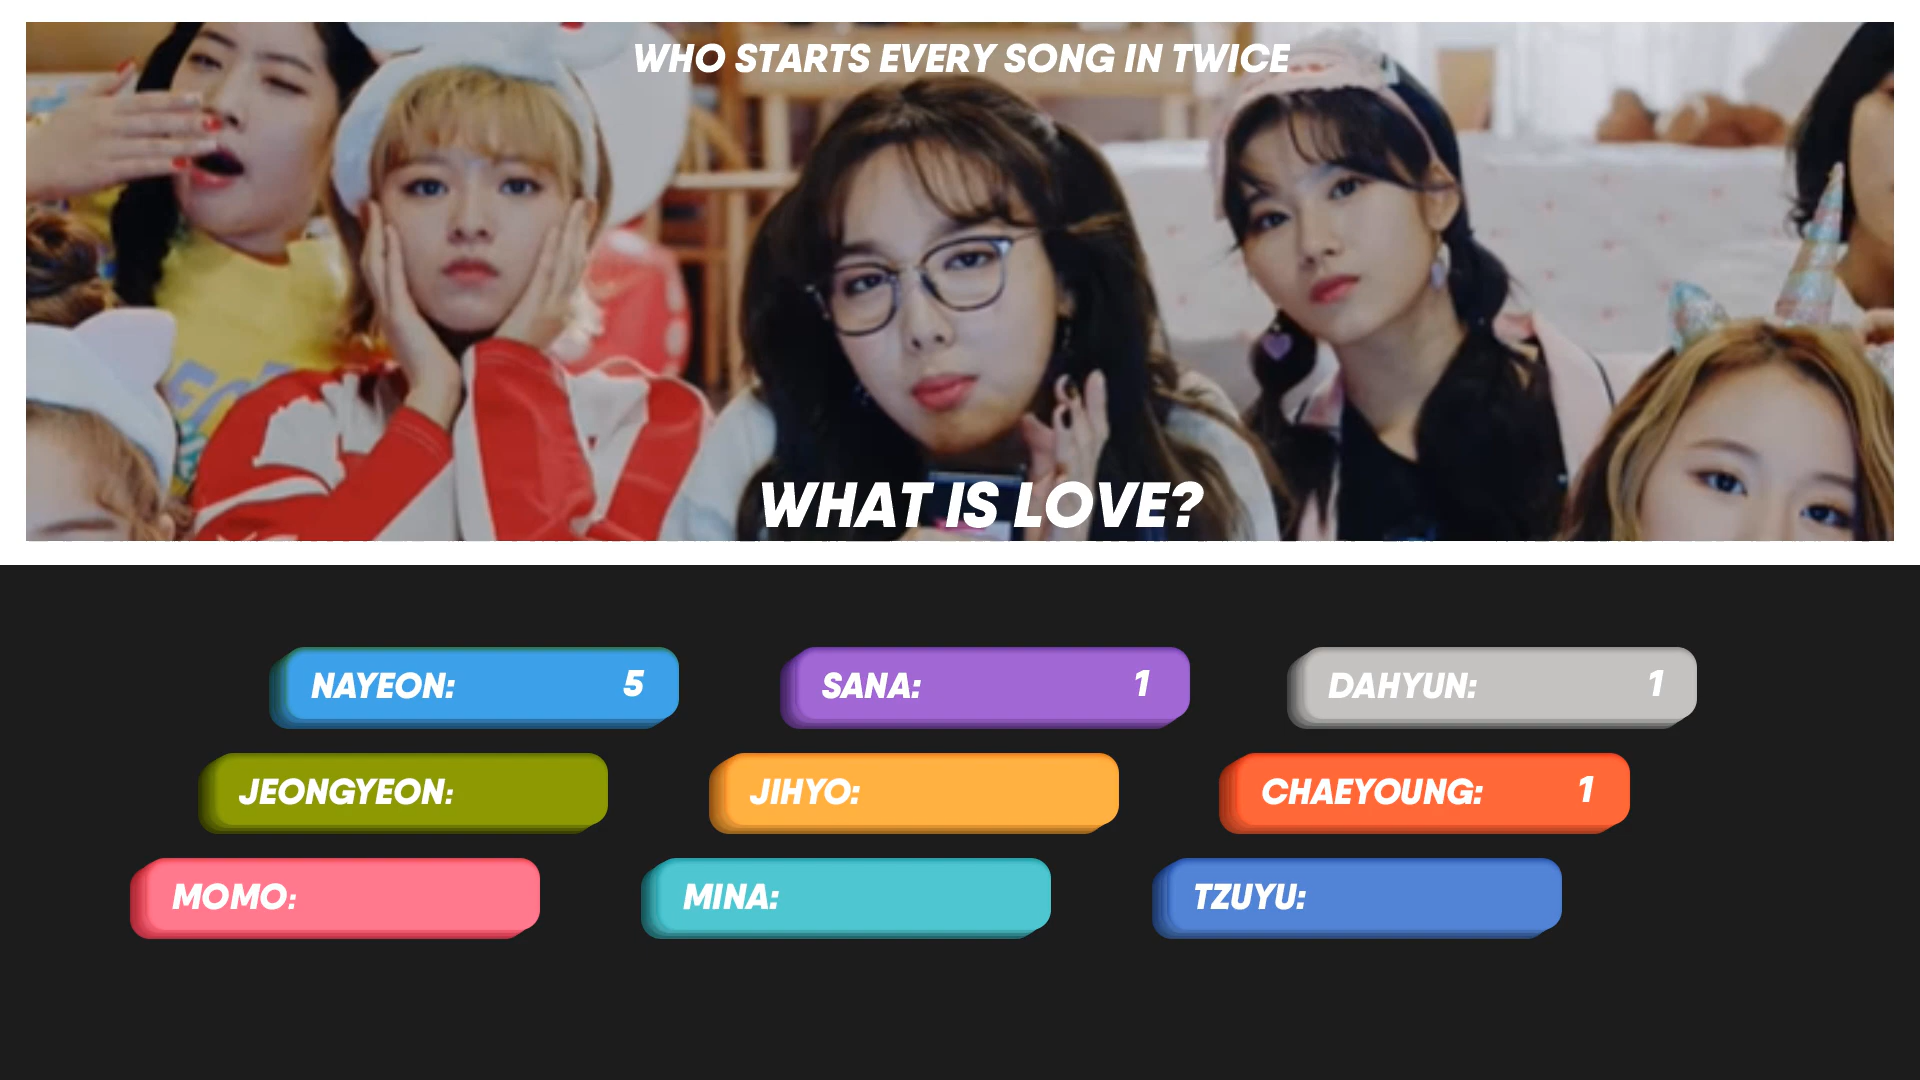 WHO STARTS EVERY SONG IN TWICE
WHAT IS LOVE?
NAYEON: 5
SANA: 1
DAHYUN: 1
JEONGYEON:
JIHYO:
CHAEYOUNG: 1
MOMO:
MINA:
TZUYU: